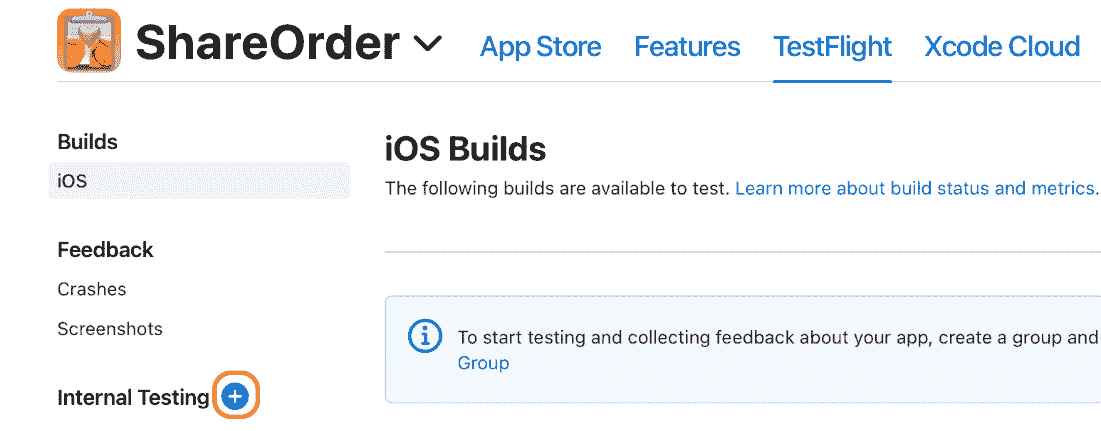 ShareOrder
App Store Features TestFlight Xcode Cloud
Builds
iOS
Feedback
Crashes
Screenshots
Internal Testing
iOS Builds
The following builds are available to test. Learn more about build status and metrics.
To start testing and collecting feedback about your app, create a group and
Group